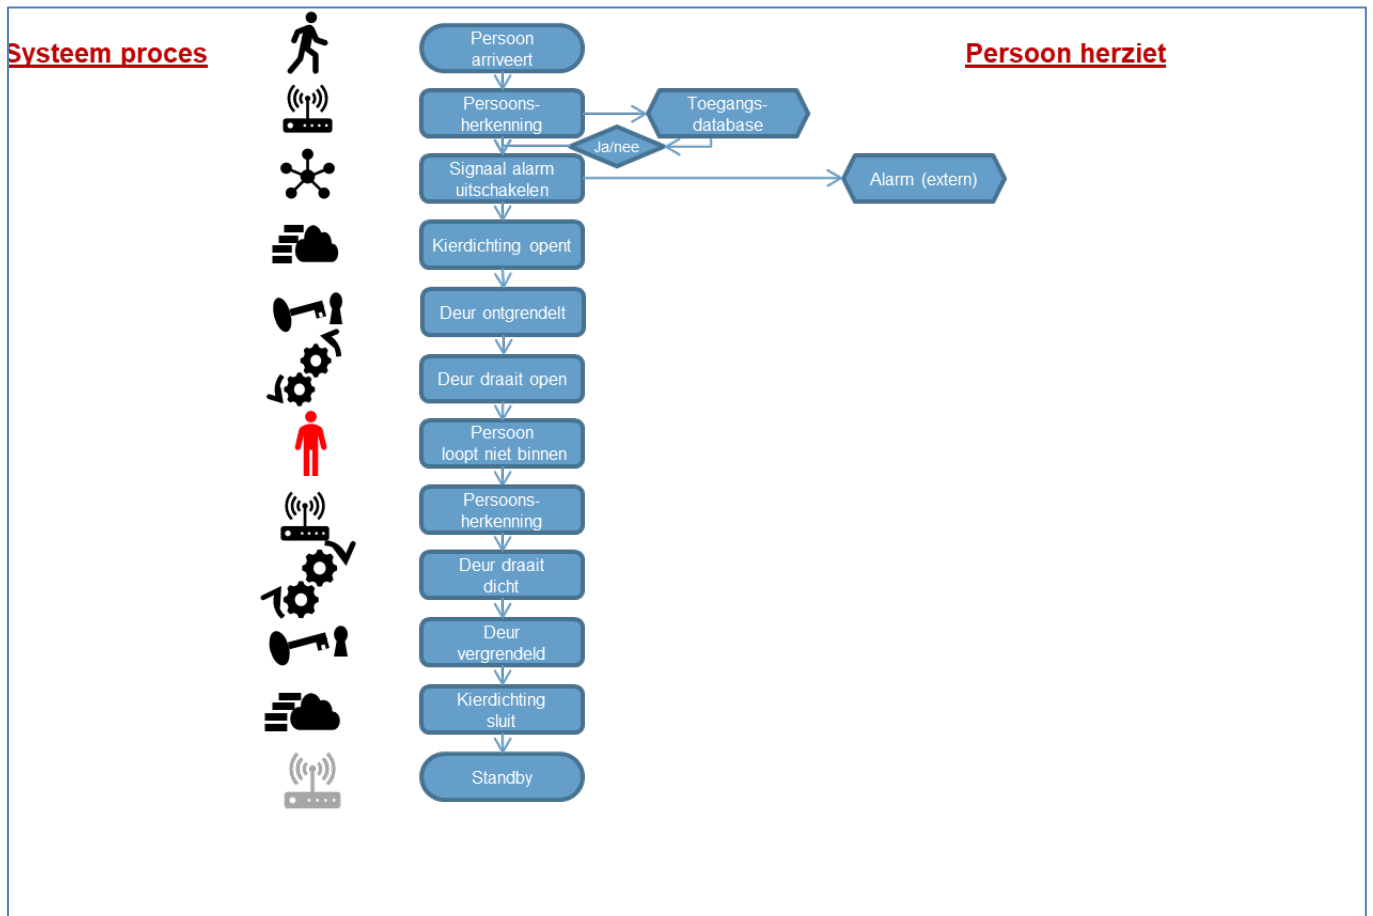 Systeem proces
Persoon herziet
Persoon
arriveert
Persoons-
herkenning
Toegangs-
database
Ja/nee
Signaal alarm
uitschakelen
Alarm (extern)
Kierdichting opent
Deur ontgrendelt
Deur draait open
Persoon
loopt niet binnen
Persoons-
herkenning
Deur draait
dicht
Deur
vergrendeld
Kierdichting
sluit
Standby